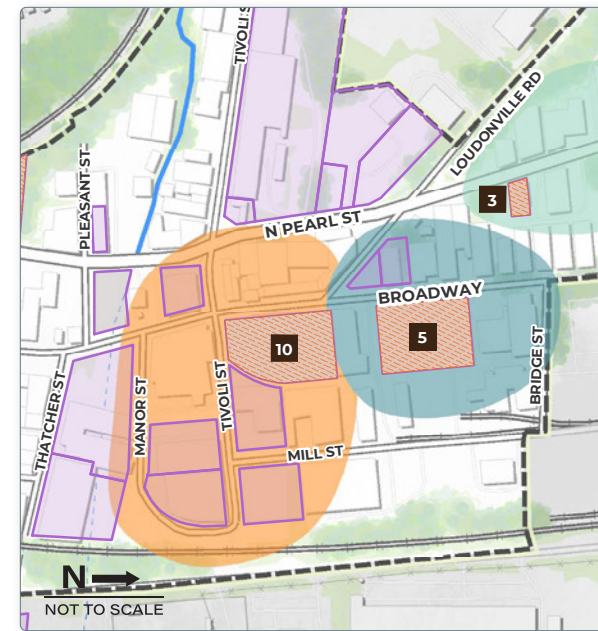 TIVOLI S
LOUDONVILLE RD
PLEASANT ST
3
N PEARL ST
BROADWAY
10
5
BRIDGE ST
THATCHER ST
MANOR ST
TIVOLI ST
MILL ST
N
NOT TO SCALE